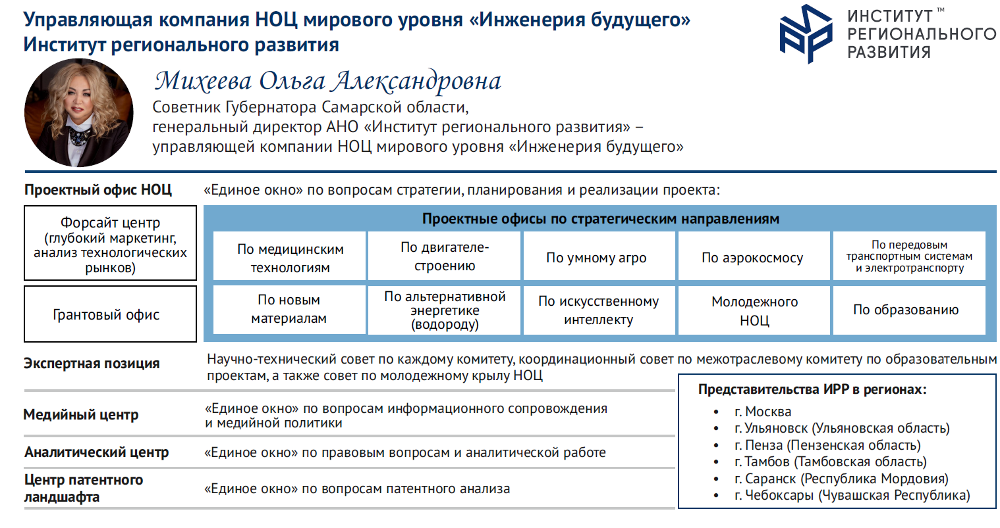 Управляющая компания НОЦ мирового уровня «Инженерия будущего»
Институт регионального развития
ИНСТИТУТ™
РЕГИОНАЛЬНОГО
РАЗВИТИЯ
Михеева Ольга Александровна
Советник Губернатора Самарской области,
генеральный директор АНО «Институт регионального развития» –
управляющей компании НОЦ мирового уровня «Инженерия будущего»
Проектный офис НОЦ
«Единое окно» по вопросам стратегии, планирования и реализации проекта:
Форсайт центр
(глубокий маркетинг,
анализ технологических
рынков)
Грантовый офис
Проектные офисы по стратегическим направлениям
По медицинским
технологиям
По двигателе-
строению
По умному агро
По аэрокосмосу
По передовым
транспортным системам
и электротранспорту
По новым
материалам
По альтернативной
энергетике
(водороду)
По искусственному
интеллекту
Молодежного
НОЦ
По образованию
Экспертная позиция
Научно-технический совет по каждому комитету, координационный совет по межотраслевому комитету по образовательным
проектам, а также совет по молодежному крылу НОЦ
Медийный центр
«Единое окно» по вопросам информационного сопровождения
и медийной политики
Аналитический центр
«Единое окно» по правовым вопросам и аналитической работе
Центр патентного
ландшафта
«Единое окно» по вопросам патентного анализа
Представительства ИРР в регионах:
• г. Москва
• г. Ульяновск (Ульяновская область)
• г. Пенза (Пензенская область)
• г. Тамбов (Тамбовская область)
• г. Саранск (Республика Мордовия)
• г. Чебоксары (Чувашская Республика)